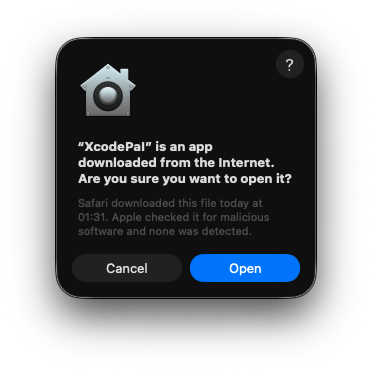 ?
“XcodePal” is an app
downloaded from the Internet.
Are you sure you want to open it?
Safari downloaded this file today at
01:31. Apple checked it for malicious
software and none was detected.
Cancel
Open